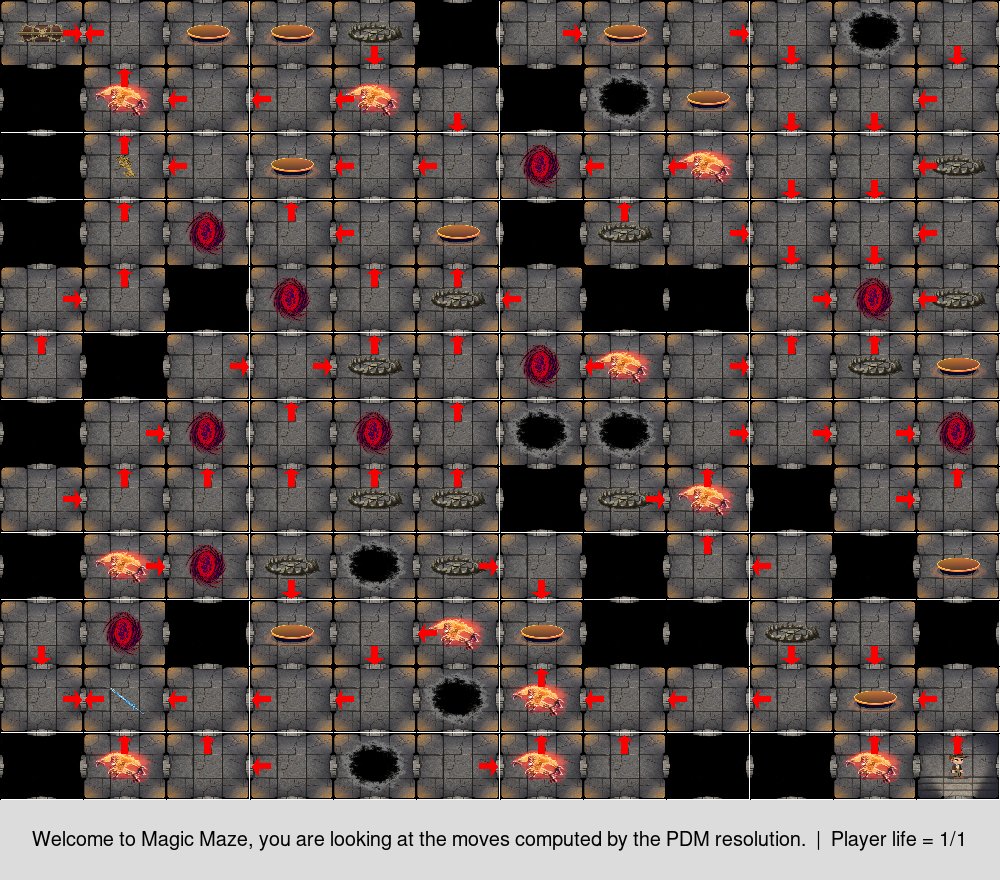 Welcome to Magic Maze, you are looking at the moves computed by the PDM resolution.  |  Player life = 1/1